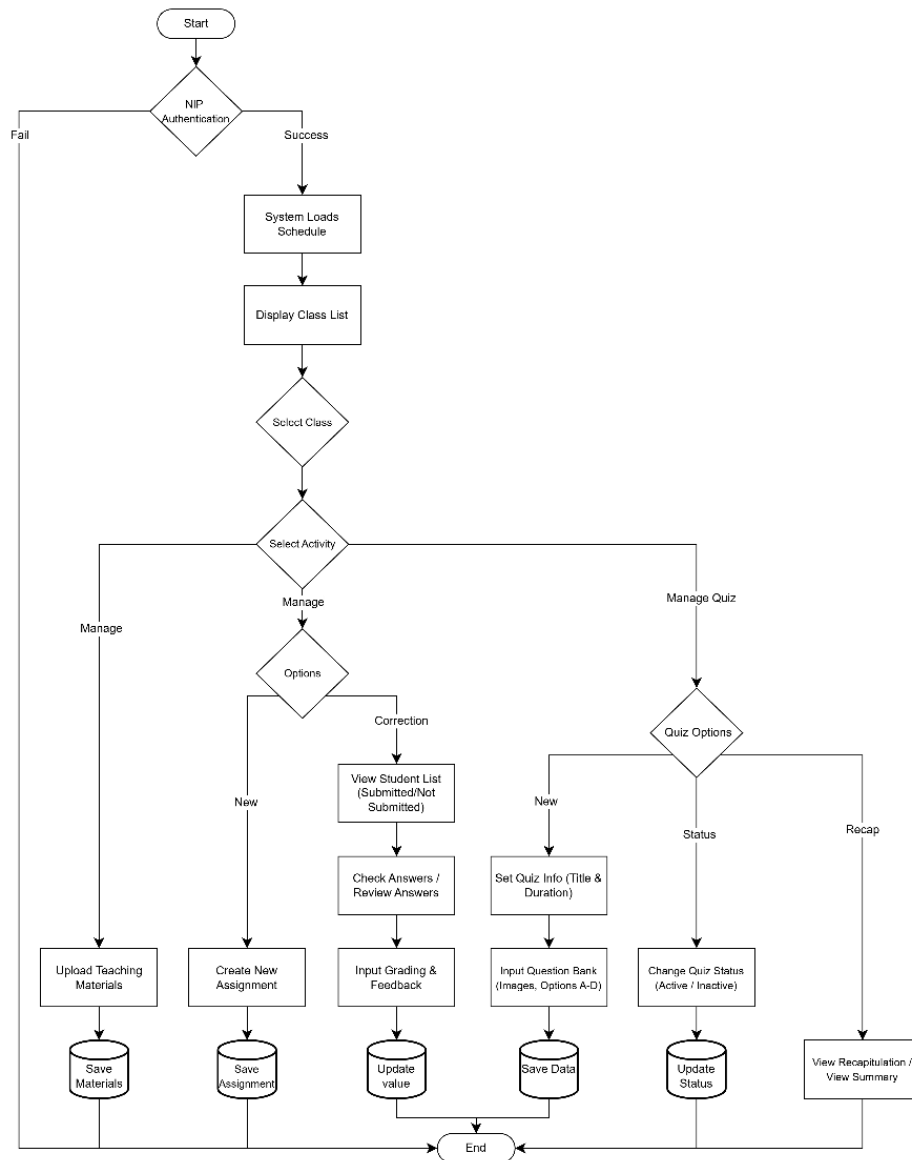 Start
NIP
Authentication
Fail
Success
System Loads
Schedule
Display Class List
Select Class
Select Activity
Manage
Manage
Manage Quiz
Options
Quiz Options
Correction
New
View Student List
(Submitted/Not
Submitted)
New
Status
Recap
Check Answers /
Review Answers
Set Quiz Info (Title &
Duration)
Upload Teaching
Materials
Create New
Assignment
Input Grading &
Feedback
Input Question Bank
(Images, Options A-D)
Change Quiz Status
(Active / Inactive)
Save
Materials
Save
Assignment
Update
value
Save Data
Update
Status
View Recapitulation /
View Summary
End